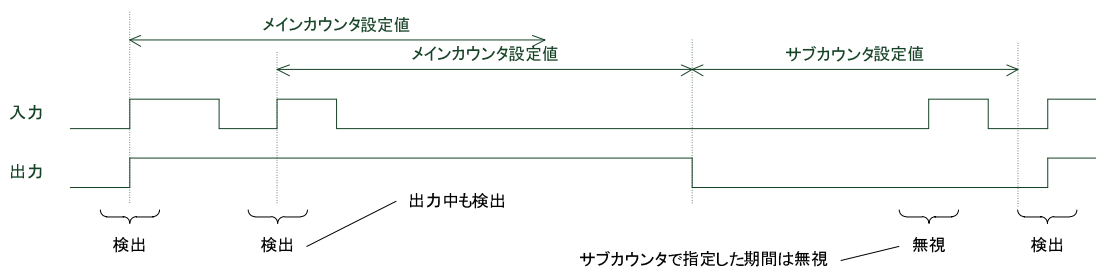 メインカウンタ設定値
メインカウンタ設定値
サブカウンタ設定値
入力
出力
出力中も検出
検出
検出
無視
検出
サブカウンタで指定した期間は無視